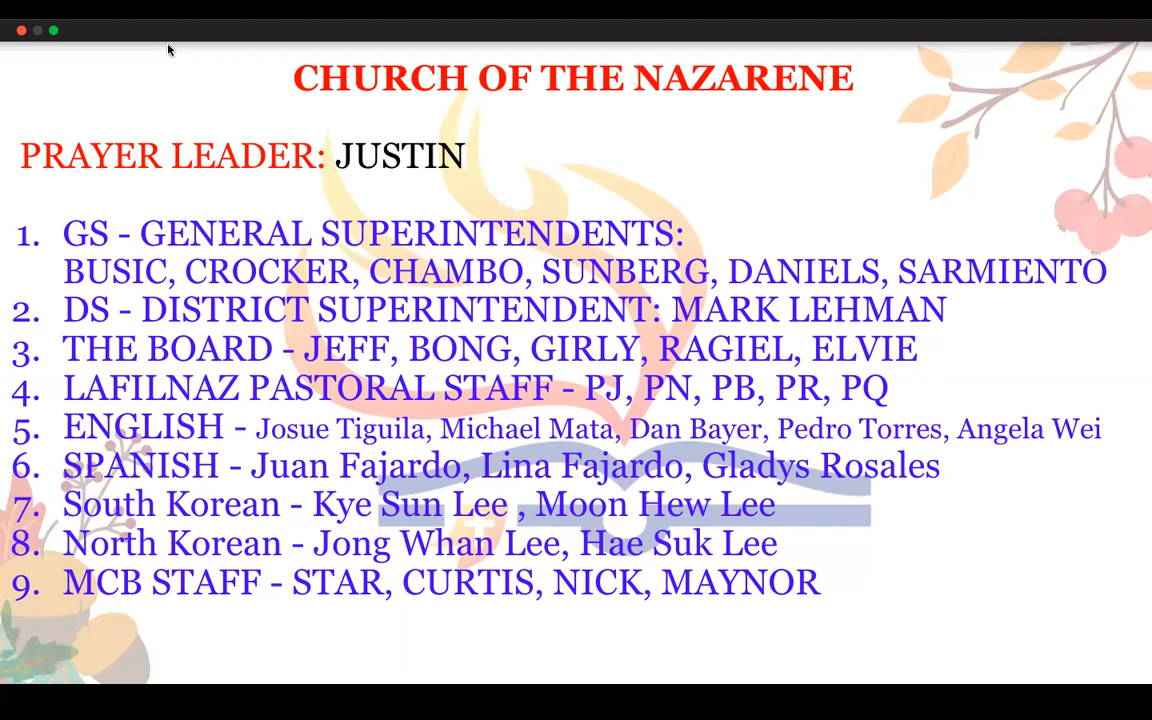 CHURCH OF THE NAZARENE
PRAYER LEADER: JUSTIN
1. GS - GENERAL SUPERINTENDENTS:
BUSIC, CROCKER, CHAMBO, SUNBERG, DANIELS, SARMIENTO
2. DS - DISTRICT SUPERINTENDENT: MARK LEHMAN
3. THE BOARD - JEFF, BONG, GIRLY, RAGIEL, ELVIE
4. LAFILNAZ PASTORAL STAFF - PJ, PN, PB, PR, PQ
5. ENGLISH - Josue Tiguila, Michael Mata, Dan Bayer, Pedro Torres, Angela Wei
6. SPANISH - Juan Fajardo, Lina Fajardo, Gladys Rosales
7. South Korean - Kye Sun Lee , Moon Hew Lee
8. North Korean - Jong Whan Lee, Hae Suk Lee
9. MCB STAFF - STAR, CURTIS, NICK, MAYNOR